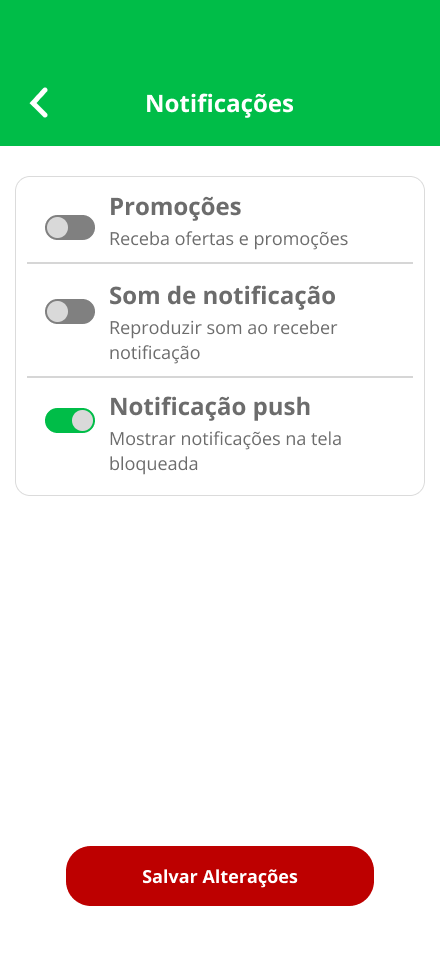 Notificações
Promoções
Receba ofertas e promoções
Som de notificação
Reproduzir som ao receber
notificação
Notificação push
Mostrar notificações na tela
bloqueada
Salvar Alterações